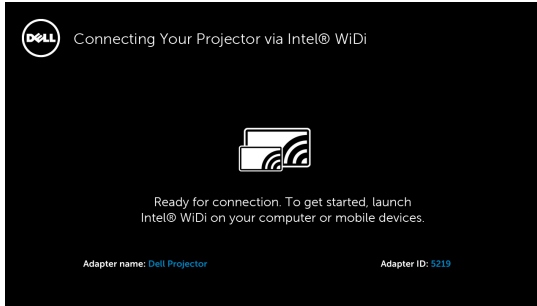 DELL
Connecting Your Projector via Intel® WiDi
Ready for connection. To get started, launch
Intel® WiDi on your computer or mobile devices.
Adapter name: Dell Projector
Adapter ID: 5219